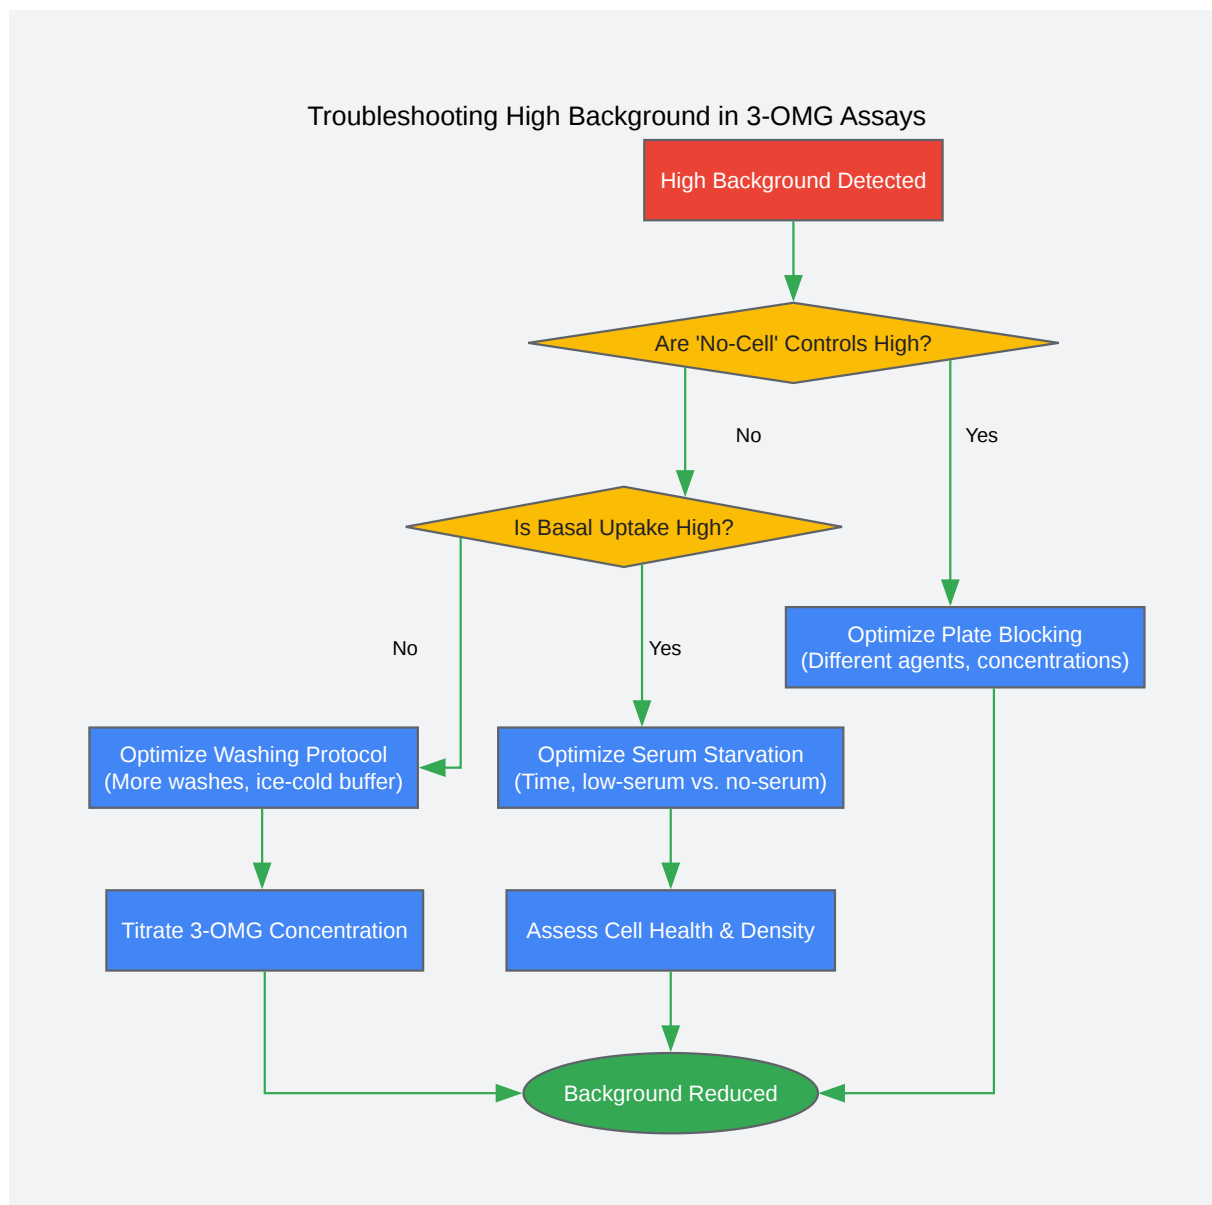 Troubleshooting High Background in 3-OMG Assays
High Background Detected
Are 'No-Cell' Controls High?
No
Yes
Is Basal Uptake High?
No
Yes
Optimize Plate Blocking
(Different agents, concentrations)
Optimize Washing Protocol
(More washes, ice-cold buffer)
Optimize Serum Starvation
(Time, low-serum vs. no-serum)
Titrate 3-OMG Concentration
Assess Cell Health & Density
Background Reduced